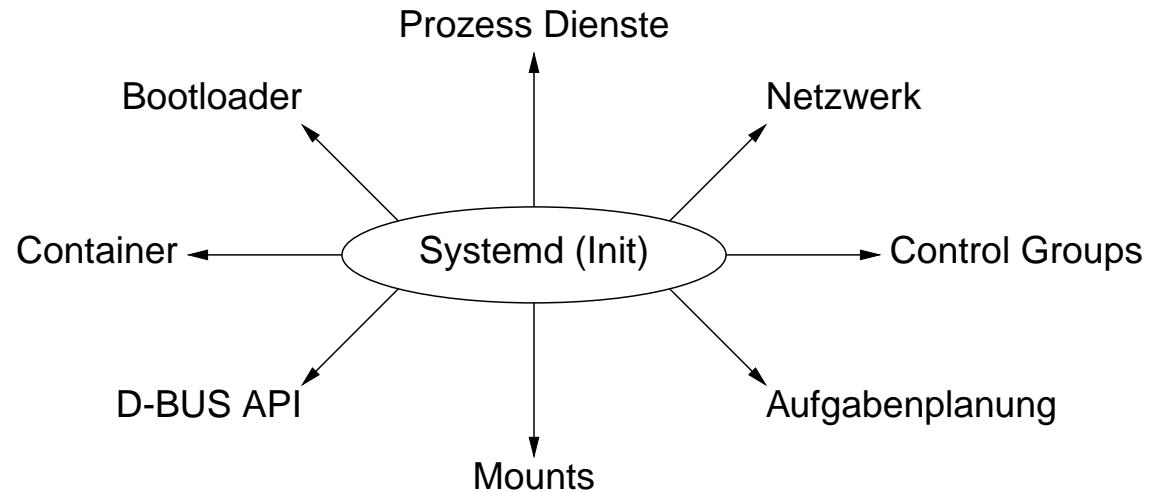 Prozess Dienste
Bootloader
Netzwerk
Container
Systemd (Init)
Control Groups
D-BUS API
Aufgabenplanung
Mounts